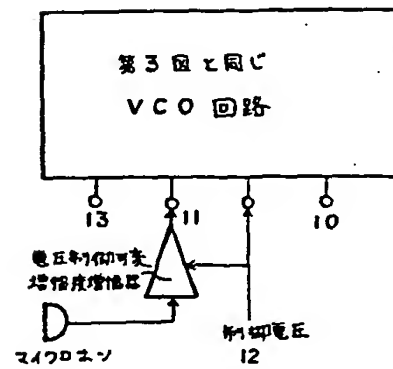 第3図と同じ
VCO 回路
13
11
10
電圧制御可変
増幅度増幅器
制御電圧
12
マイクロホン